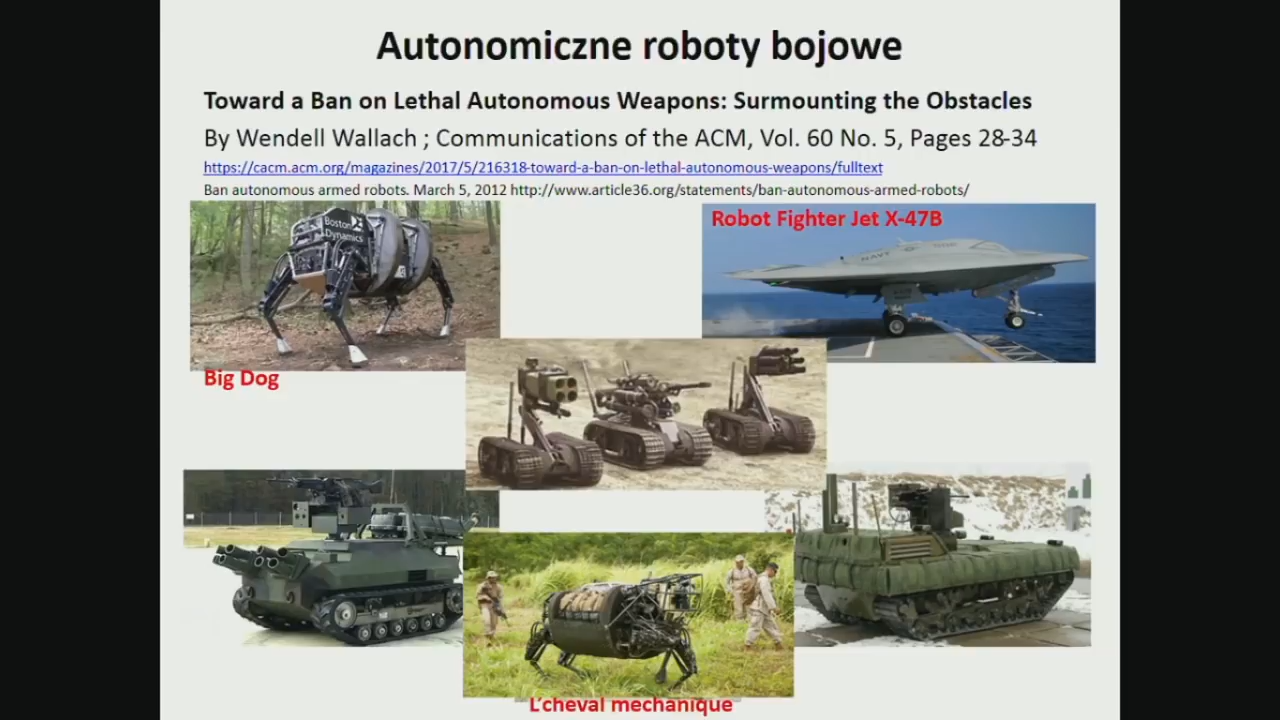 Autonomiczne roboty bojowe
Toward a Ban on Lethal Autonomous Weapons: Surmounting the Obstacles
By Wendell Wallach ; Communications of the ACM, Vol. 60 No. 5, Pages 28-34
https://cacm.acm.org/magazines/2017/5/216318-toward-a-ban-on-lethal-autonomous-weapons/fulltext
Ban autonomous armed robots. March 5, 2012 http://www.article36.org/statements/ban-autonomous-armed-robots/
Robot Fighter Jet X-47B
Boston
Dynamics
NAVY
Big Dog
L'cheval mechanique